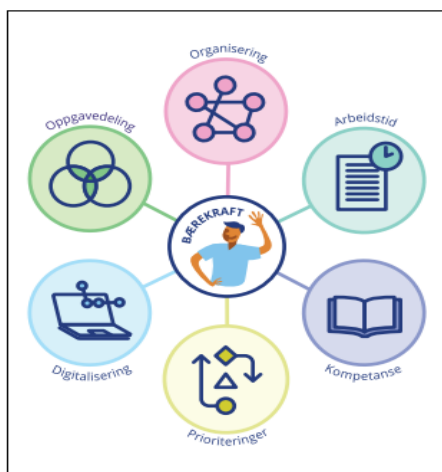 Organisering
Oppgavedeling
Arbeidstid
BÆREKRAFT
Digitalisering
Kompetanse
Prioriteringer